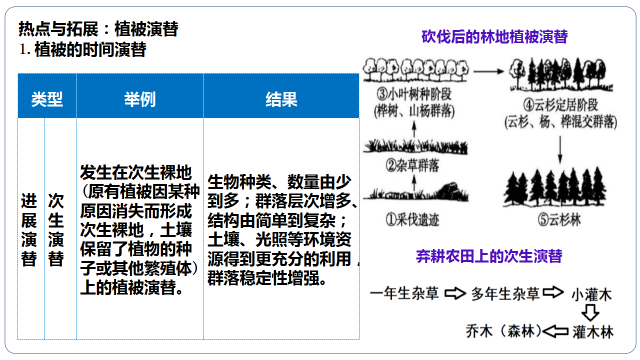 热点与拓展：植被演替
1. 植被的时间演替
类型
举例
结果
进展演替
次生演替
发生在次生裸地
(原有植被因某种
原因消失而形成
次生裸地，土壤
保留了植物的种
子或其他繁殖体)
上的植被演替。
生物种类、数量由少
到多；群落层次增多、
结构由简单到复杂；
土壤、光照等环境资
源得到更充分的利用，
群落稳定性增强。
砍伐后的林地植被演替
③小叶树种阶段
(桦树、山杨群落)
④云杉定居阶段
(云杉、杨、桦混交群落)
②杂草群落
①采伐遗迹
⑤云杉林
弃耕农田上的次生演替
一年生杂草
多年生杂草
小灌木
乔木（森林）
灌木林